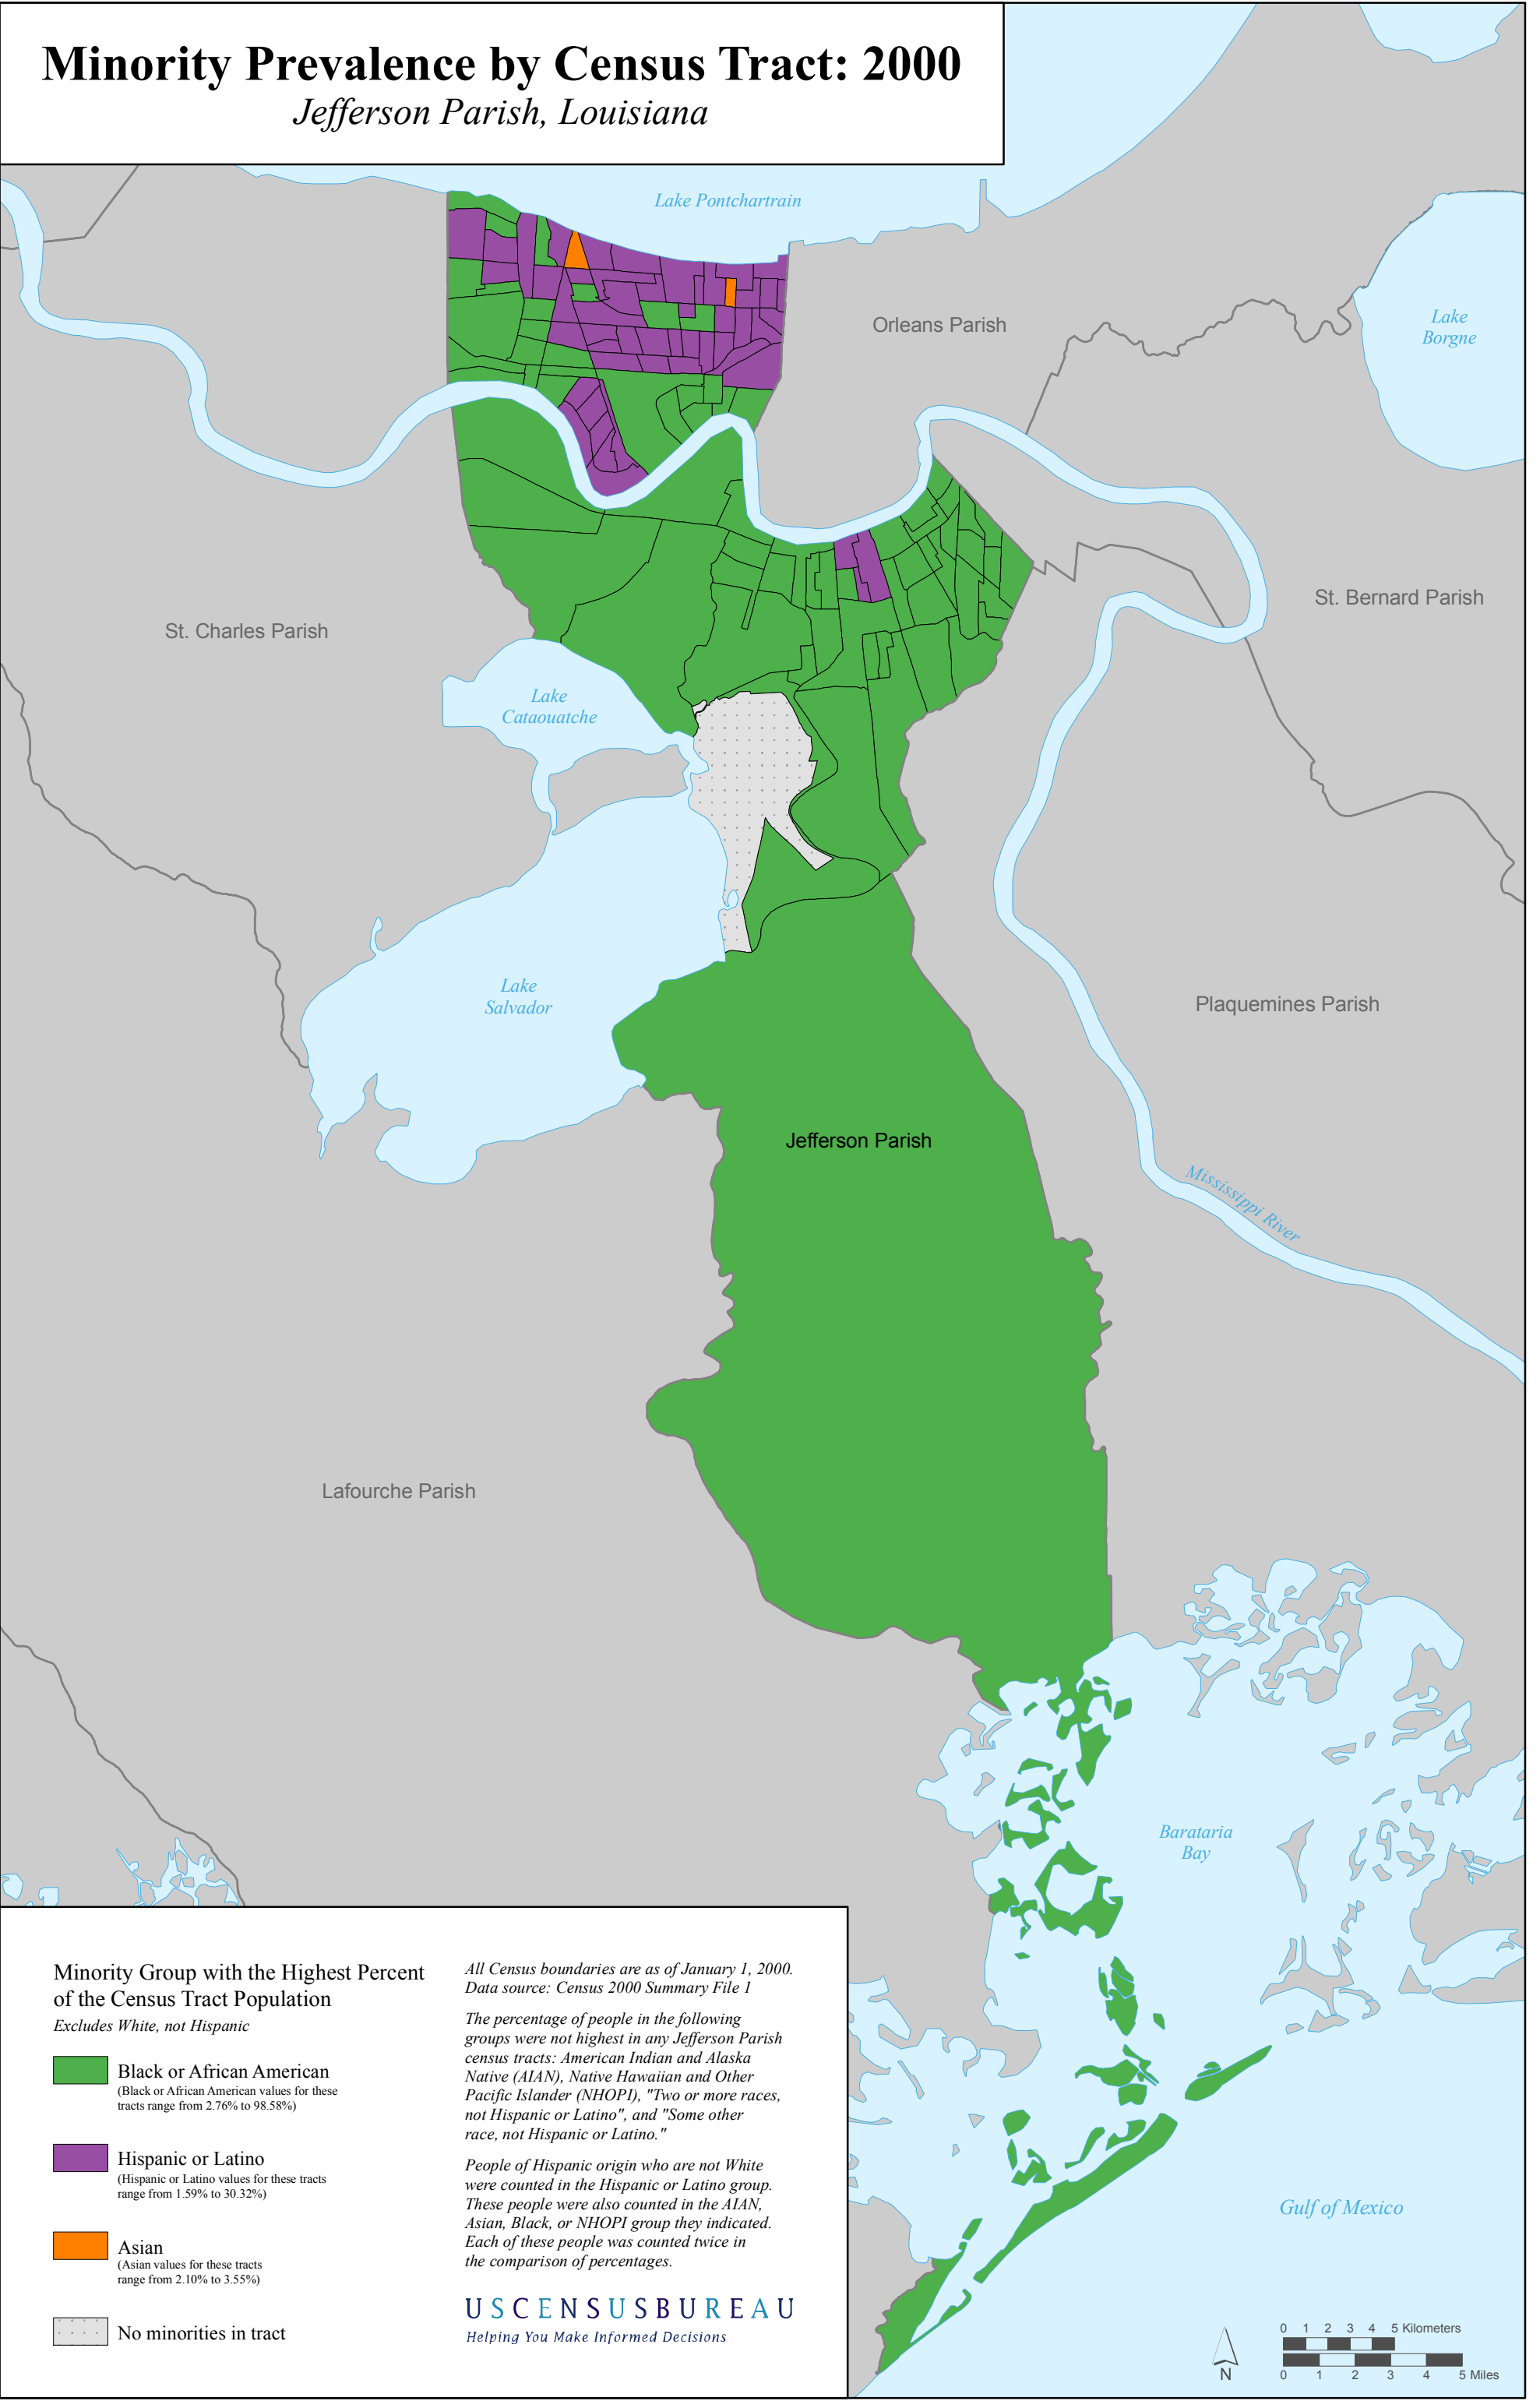 Minority Prevalence by Census Tract: 2000
Jefferson Parish, Louisiana
Lake Pontchartrain
Orleans Parish
Lake
Borgne
St. Charles Parish
St. Bernard Parish
Lake
Cataouatche
Lake
Salvador
Plaquemines Parish
Jefferson Parish
Mississippi River
Lafourche Parish
Barataria
Bay
Gulf of Mexico
Minority Group with the Highest Percent
of the Census Tract Population
Excludes White, not Hispanic
Black or African American
(Black or African American values for these
tracts range from 2.76% to 98.58%)
Hispanic or Latino
(Hispanic or Latino values for these tracts
range from 1.59% to 30.32%)
Asian
(Asian values for these tracts
range from 2.10% to 3.55%)
No minorities in tract
All Census boundaries are as of January 1, 2000.
Data source: Census 2000 Summary File 1
The percentage of people in the following
groups were not highest in any Jefferson Parish
census tracts: American Indian and Alaska
Native (AIAN), Native Hawaiian and Other
Pacific Islander (NHOPI), "Two or more races,
not Hispanic or Latino", and "Some other
race, not Hispanic or Latino."
People of Hispanic origin who are not White
were counted in the Hispanic or Latino group.
These people were also counted in the AIAN,
Asian, Black, or NHOPI group they indicated.
Each of these people was counted twice in
the comparison of percentages.
USCENSUSBUREAU
Helping You Make Informed Decisions
N
0 1 2 3 4 5 Kilometers
0 1 2 3 4 5 Miles